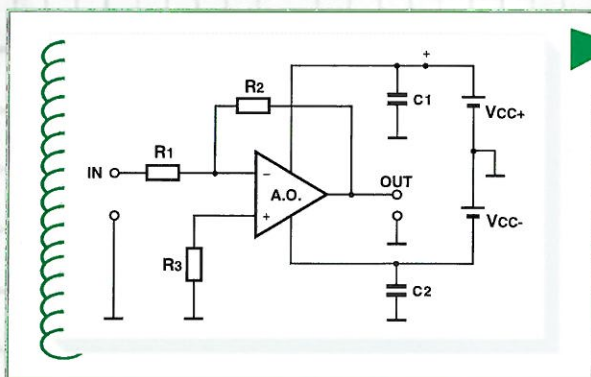 +
R2
C1
VCC+
R1
IN
−
A.O.
OUT
+
VCC-
R3
C2